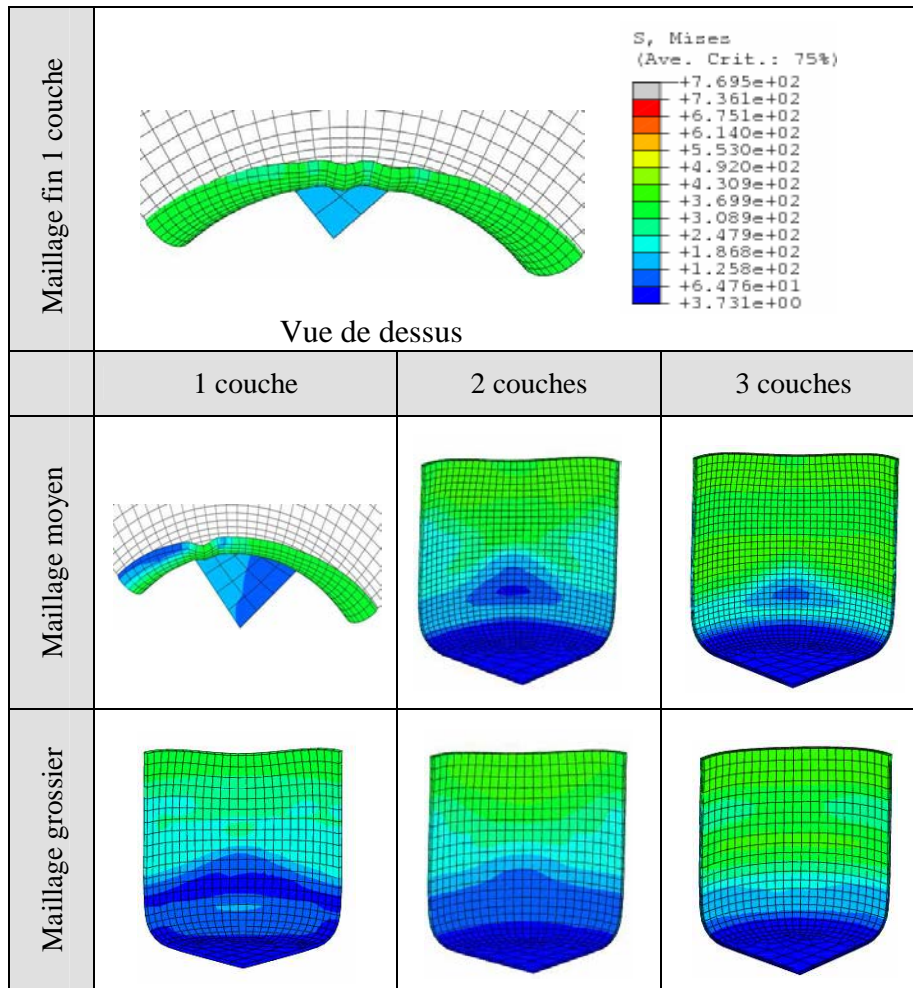 Maillage fin 1 couche
S, Mises
(Ave. Crit.: 75%)
+7.695e+02
+7.361e+02
+6.751e+02
+6.140e+02
+5.530e+02
+4.920e+02
+4.309e+02
+3.699e+02
+3.089e+02
+2.479e+02
+1.868e+02
+1.258e+02
+6.476e+01
+3.731e+00
Vue de dessus
1 couche
2 couches
3 couches
Maillage moyen
Maillage grossier